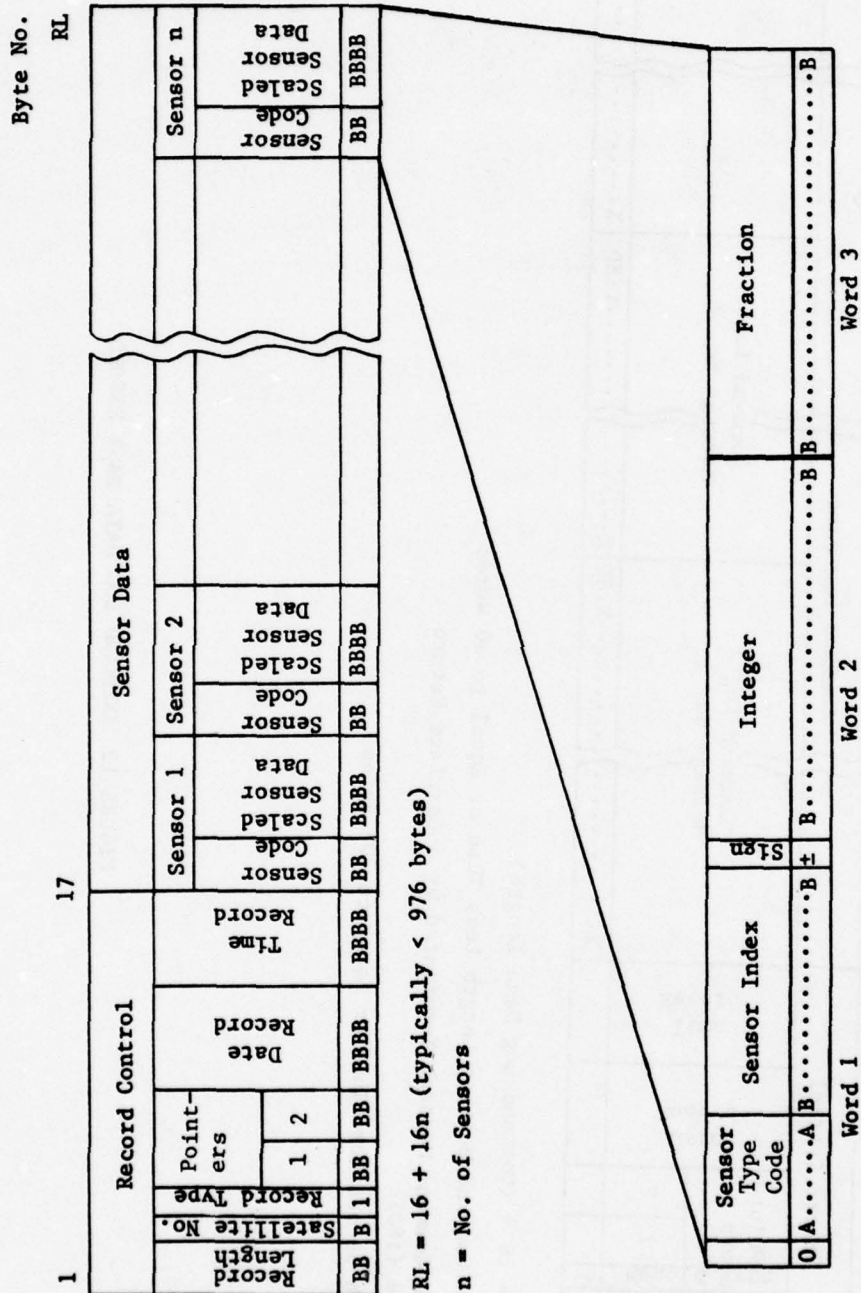 Byte No.
1 17 RL
Record Control
Sensor Data
Record Length
Satellite No.
Record Type
Point-
ers
1 2
Date Record
Time Record
Sensor 1
Sensor Code
Scaled Sensor Data
Sensor 2
Sensor Code
Scaled Sensor Data
Sensor n
Sensor Code
Scaled Sensor Data
BB B 1 BB BB BBBB BBBB BB BBBB BB BBBB BB BBBB
RL = 16 + 16n (typically < 976 bytes)
n = No. of Sensors
Sensor
Type
Code
Sensor Index
Sign
Integer
Fraction
0 A......A B.............B ± B...............B B...............B
Word 1 Word 2 Word 3